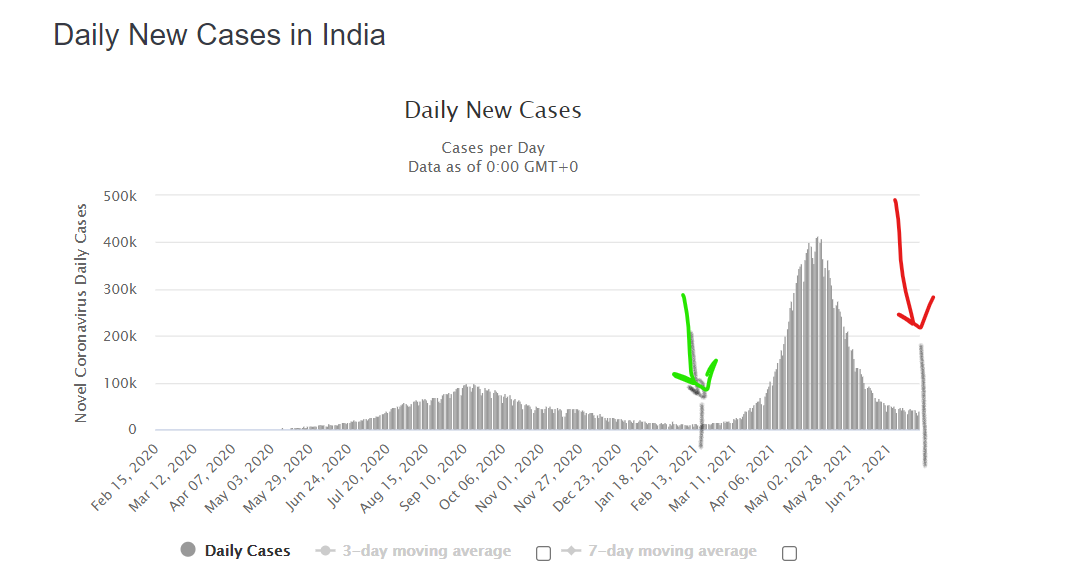 Daily New Cases in India
Daily New Cases
Cases per Day
Data as of 0:00 GMT+0
Novel Coronavirus Daily Cases
500k
400k
300k
200k
100k
0
Feb 15, 2020
Mar 12, 2020
Apr 07, 2020
May 03, 2020
May 29, 2020
Jun 24, 2020
Jul 20, 2020
Aug 15, 2020
Sep 10, 2020
Oct 06, 2020
Nov 01, 2020
Nov 27, 2020
Dec 23, 2020
Jan 18, 2021
Feb 13, 2021
Mar 11, 2021
Apr 06, 2021
May 02, 2021
May 28, 2021
Jun 23, 2021
Daily Cases
3-day moving average
7-day moving average